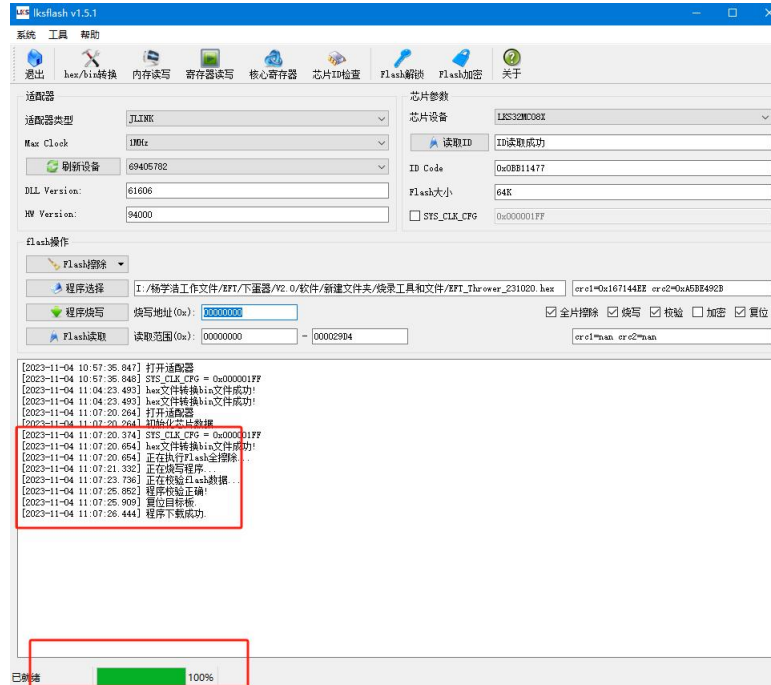 LKS lksflash v1.5.1
系统 工具 帮助
退出 hex/bin转换 内存读写 寄存器读写 核心寄存器 芯片ID检查 Flash解锁 Flash加密 关于
适配器
适配器类型 JLINK
Max Clock 1MHz
刷新设备 69405782
DLL Version: 61606
HW Version: 94000
芯片参数
芯片设备 LKS32MC08X
读取ID ID读取成功
ID Code 0x0BB11477
Flash大小 64K
SYS_CLK_CFG 0x000001FF
flash操作
Flash擦除
程序选择 I:/杨学浩工作文件/EFT/下蛋器/V2.0/软件/新建文件夹/烧录工具和文件/EFT_Thrower_231020.hex crc1=0x167144EE crc2=0xA5BE492B
程序烧写 烧写地址(0x): 00000000 全片擦除 烧写 校验 加密 复位
Flash读取 读取范围(0x): 00000000 - 000029D4 crc1=nan crc2=nan
[2023-11-04 10:57:35.847] 打开适配器
[2023-11-04 10:57:35.848] SYS_CLK_CFG = 0x000001FF
[2023-11-04 11:04:23.493] hex文件转换bin文件成功!
[2023-11-04 11:04:23.493] hex文件转换bin文件成功!
[2023-11-04 11:07:20.264] 打开适配器
[2023-11-04 11:07:20.264] 初始化芯片数据
[2023-11-04 11:07:20.374] SYS_CLK_CFG = 0x000001FF
[2023-11-04 11:07:20.654] hex文件转换bin文件成功!
[2023-11-04 11:07:20.654] 正在执行Flash全擦除...
[2023-11-04 11:07:21.332] 正在烧写程序...
[2023-11-04 11:07:23.736] 正在校验flash数据...
[2023-11-04 11:07:25.852] 程序校验正确!
[2023-11-04 11:07:25.909] 复位目标板.
[2023-11-04 11:07:26.444] 程序下载成功.
已就绪 100%